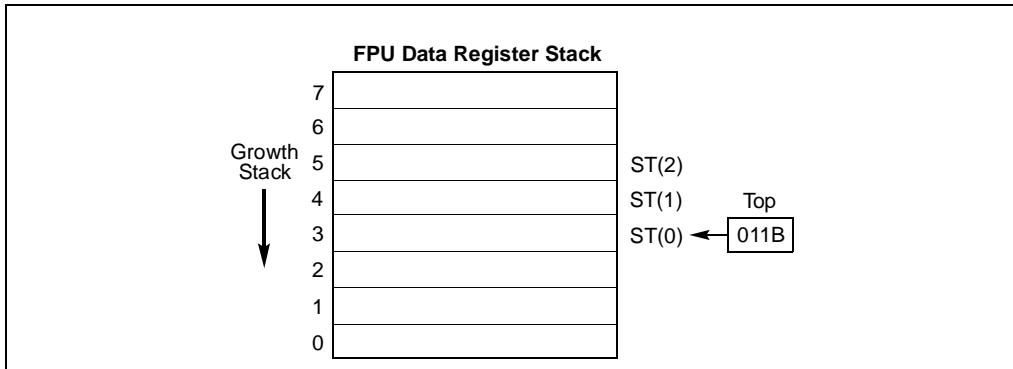 FPU Data Register Stack
7
6
Growth
Stack
5
ST(2)
4
ST(1)
Top
3
ST(0)
011B
2
1
0